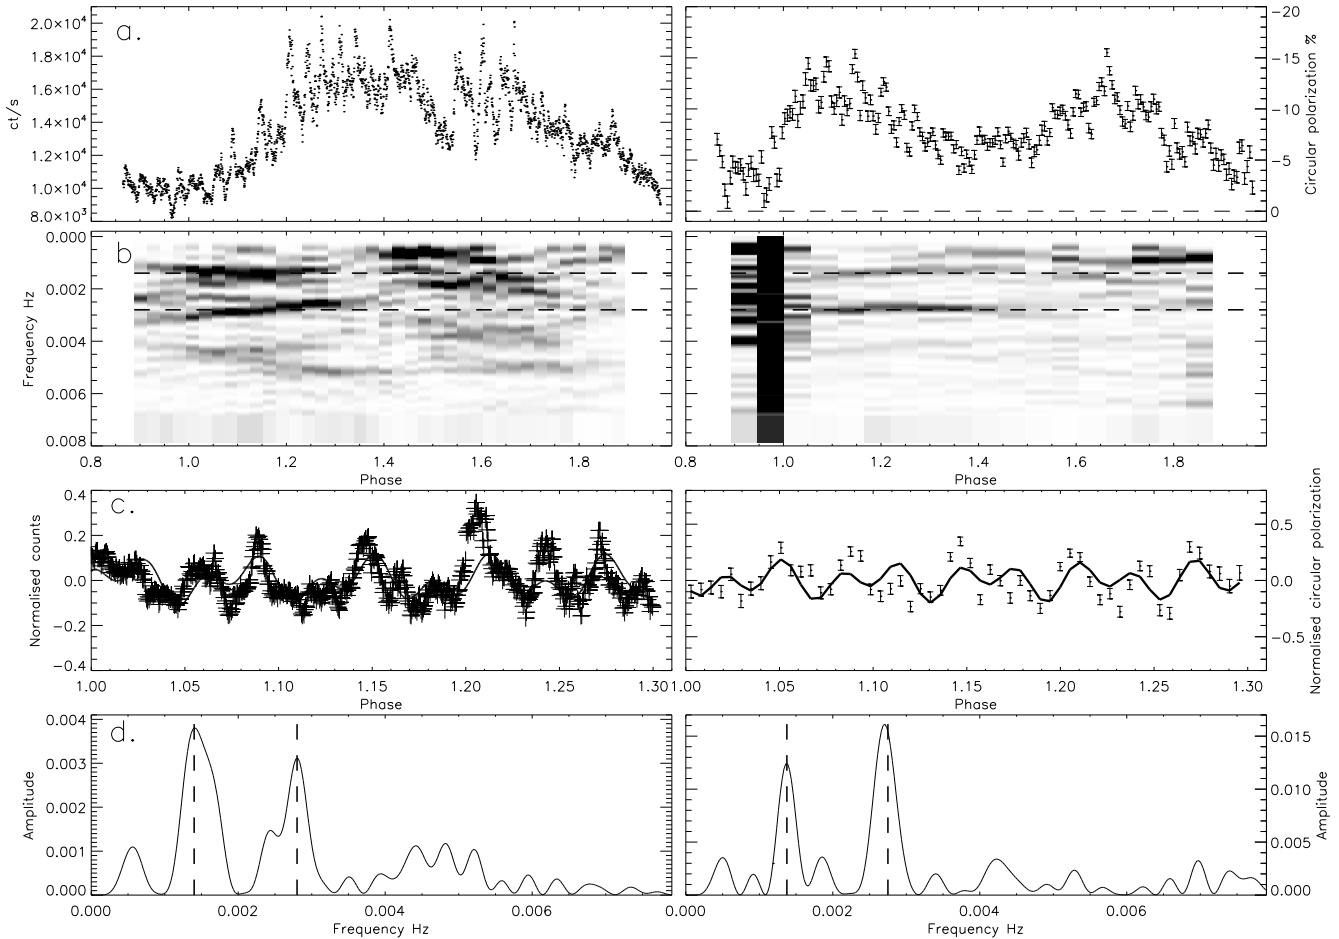 a.
2.0×10⁴
1.8×10⁴
1.6×10⁴
1.4×10⁴
1.2×10⁴
1.0×10⁴
8.0×10³
ct/s
−20
−15
−10
−5
0
Circular polarization %
b
0.000
0.002
0.004
0.006
0.008
Frequency Hz
0.8 1.0 1.2 1.4 1.6 1.8
Phase
0.8 1.0 1.2 1.4 1.6 1.8
Phase
c.
0.4
0.2
0.0
−0.2
−0.4
Normalised counts
1.00 1.05 1.10 1.15 1.20 1.25 1.30
Phase
0.5
0.0
−0.5
Normalised circular polarization
1.00 1.05 1.10 1.15 1.20 1.25 1.30
Phase
d.
0.004
0.003
0.002
0.001
0.000
Amplitude
0.000 0.002 0.004 0.006
Frequency Hz
0.015
0.010
0.005
0.000
Amplitude
0.000 0.002 0.004 0.006
Frequency Hz